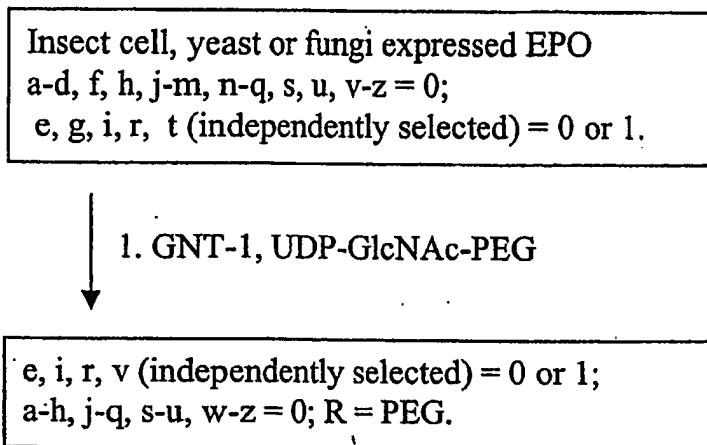 Insect cell, yeast or fungi expressed EPO
a-d, f, h, j-m, n-q, s, u, v-z = 0;
e, g, i, r, t (independently selected) = 0 or 1.
1. GNT-1, UDP-GlcNAc-PEG
e, i, r, v (independently selected) = 0 or 1;
a-h, j-q, s-u, w-z = 0; R = PEG.